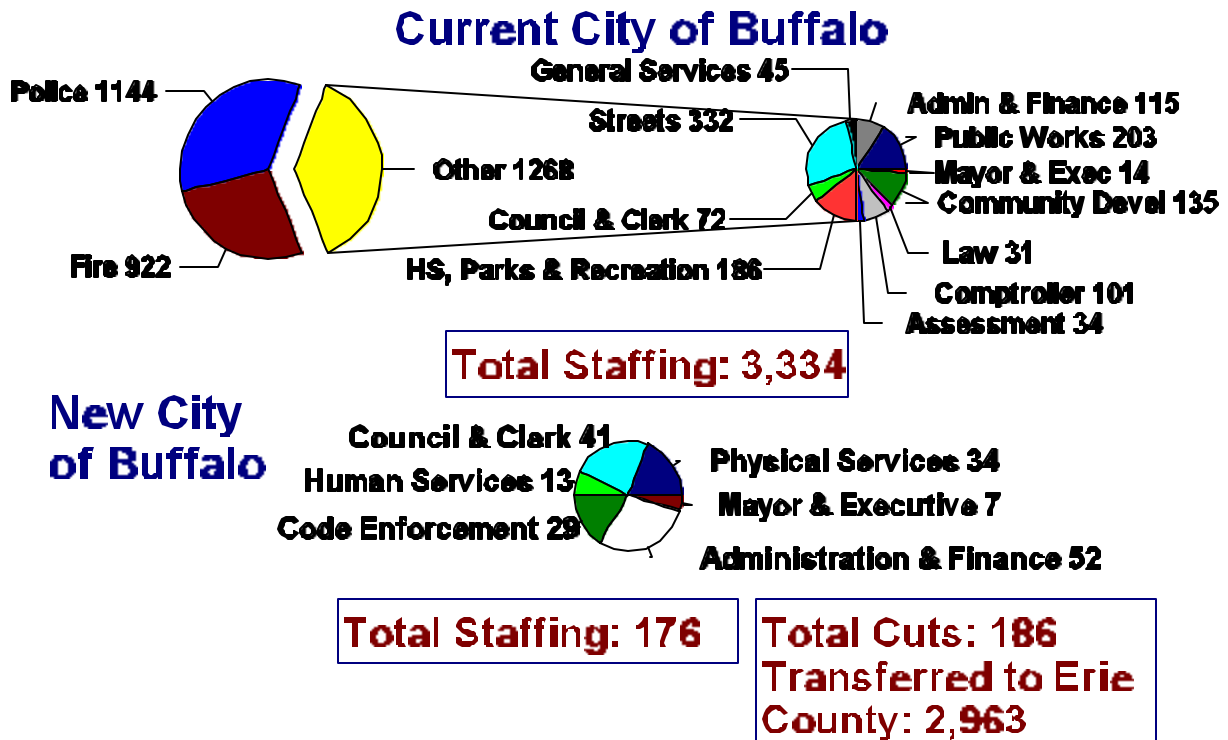 Current City of Buffalo
General Services 45
Police 1144
Admin & Finance 115
Streets 332
Public Works 203
Other 1268
Mayor & Exec 14
Community Devel 135
Council & Clerk 72
Law 31
Fire 922
HS, Parks & Recreation 186
Comptroller 101
Assessment 34
Total Staffing: 3,334
New City
of Buffalo
Council & Clerk 41
Physical Services 34
Human Services 13
Mayor & Executive 7
Code Enforcement 29
Administration & Finance 52
Total Staffing: 176
Total Cuts: 186
Transferred to Erie
County: 2,963